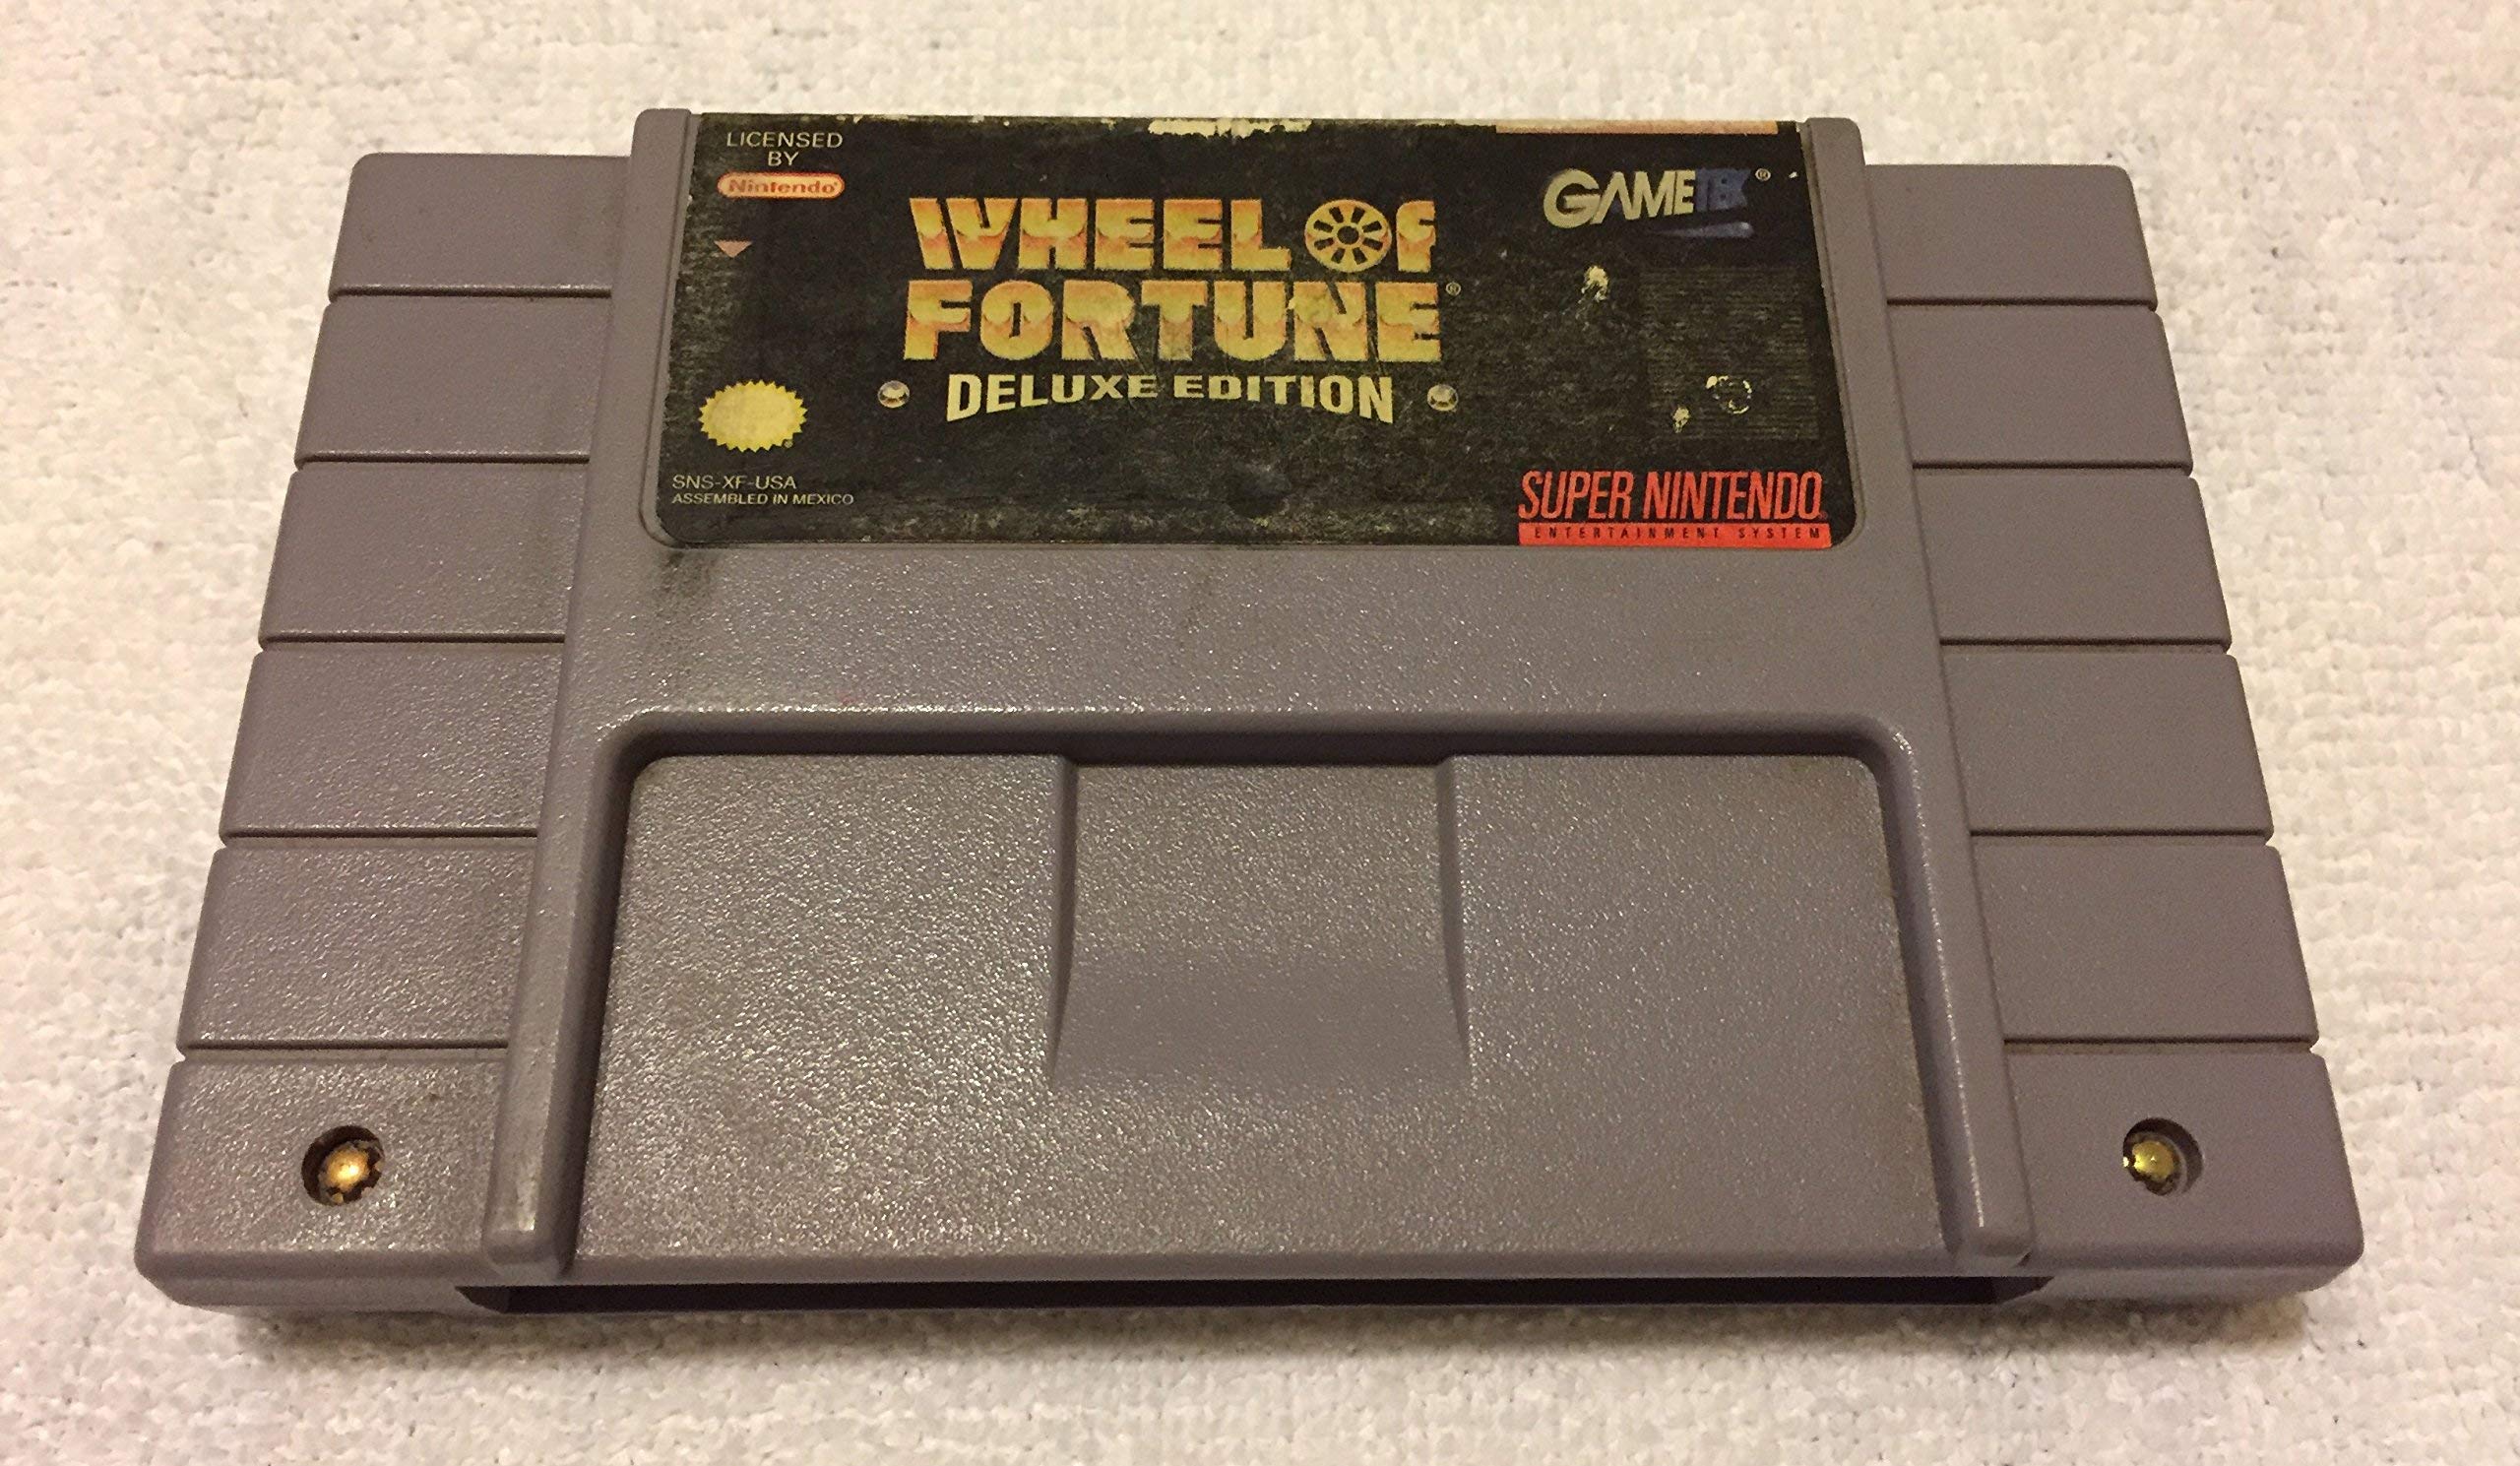 LICENSED
BY
Nintendo®
GAMETEK®
WHEEL OF
FORTUNE®
DELUXE EDITION
SNS-XF-USA
ASSEMBLED IN MEXICO
SUPER NINTENDO
ENTERTAINMENT SYSTEM